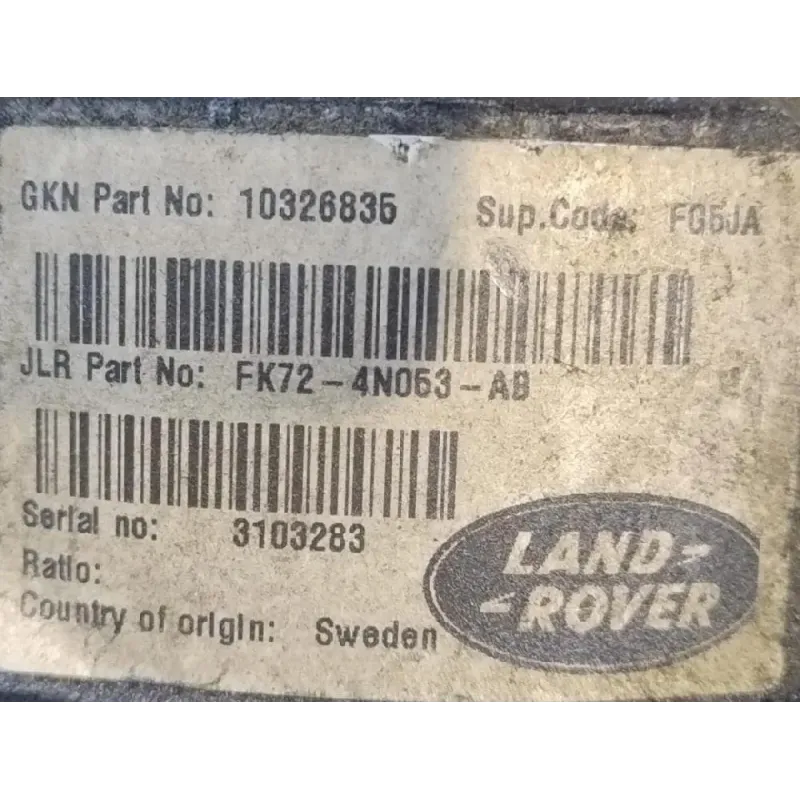 GKN Part No: 10326835 Sup.Code: FG5JA
JLR Part No: FK72-4N053-AB
Serial no: 3103283
Ratio:
Country of origin: Sweden
LAND-
-ROVER